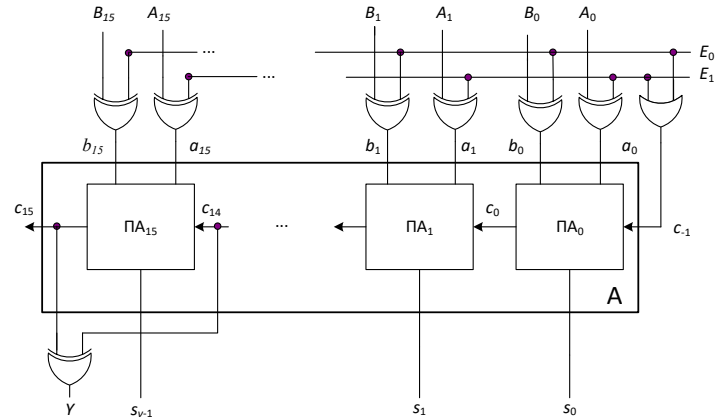 B15 A15 B1 A1 B0 A0
... E0
... E1
b15 a15 b1 a1 b0 a0
c15 ПА15 c14 ... ПА1 c0 ПА0 c-1
A
Y sv-1 s1 s0